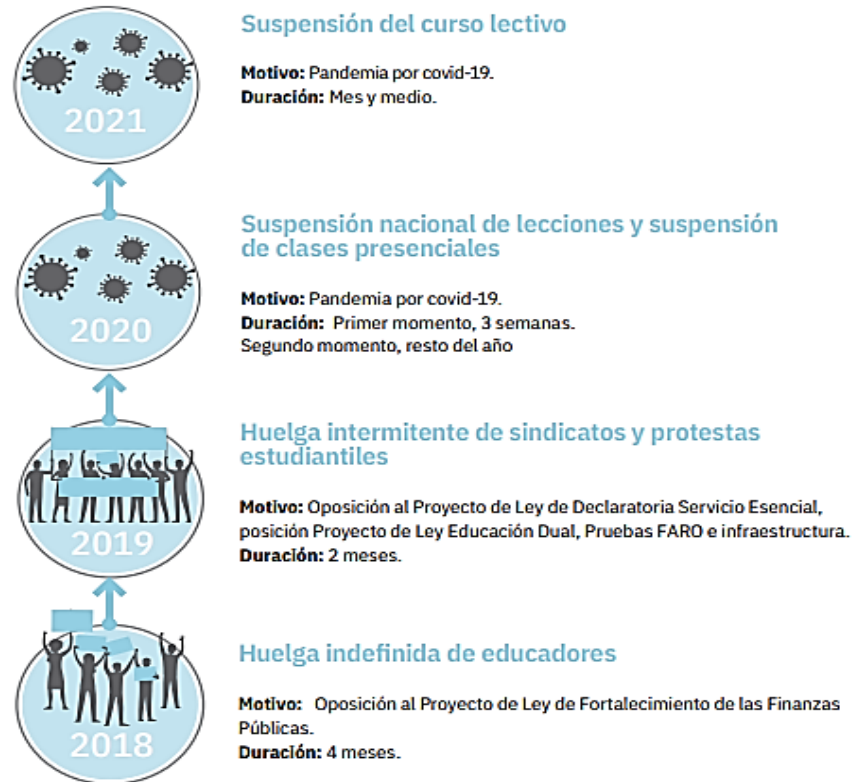 Suspensión del curso lectivo
Motivo: Pandemia por covid-19.
Duración: Mes y medio.
2021
Suspensión nacional de lecciones y suspensión
de clases presenciales
Motivo: Pandemia por covid-19.
Duración: Primer momento, 3 semanas.
Segundo momento, resto del año
2020
Huelga intermitente de sindicatos y protestas
estudiantiles
Motivo: Oposición al Proyecto de Ley de Declaratoria Servicio Esencial,
posición Proyecto de Ley Educación Dual, Pruebas FARO e infraestructura.
Duración: 2 meses.
2019
Huelga indefinida de educadores
Motivo: Oposición al Proyecto de Ley de Fortalecimiento de las Finanzas
Públicas.
Duración: 4 meses.
2018